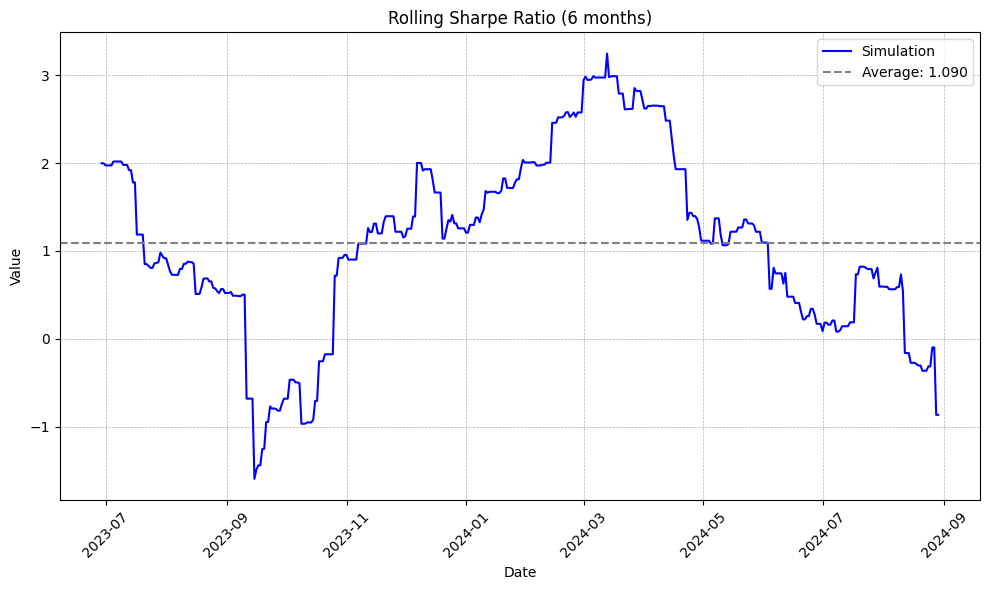 Rolling Sharpe Ratio (6 months)
Simulation
Average: 1.090
Value
3
2
1
0
−1
2023-07
2023-09
2023-11
2024-01
2024-03
2024-05
2024-07
2024-09
Date